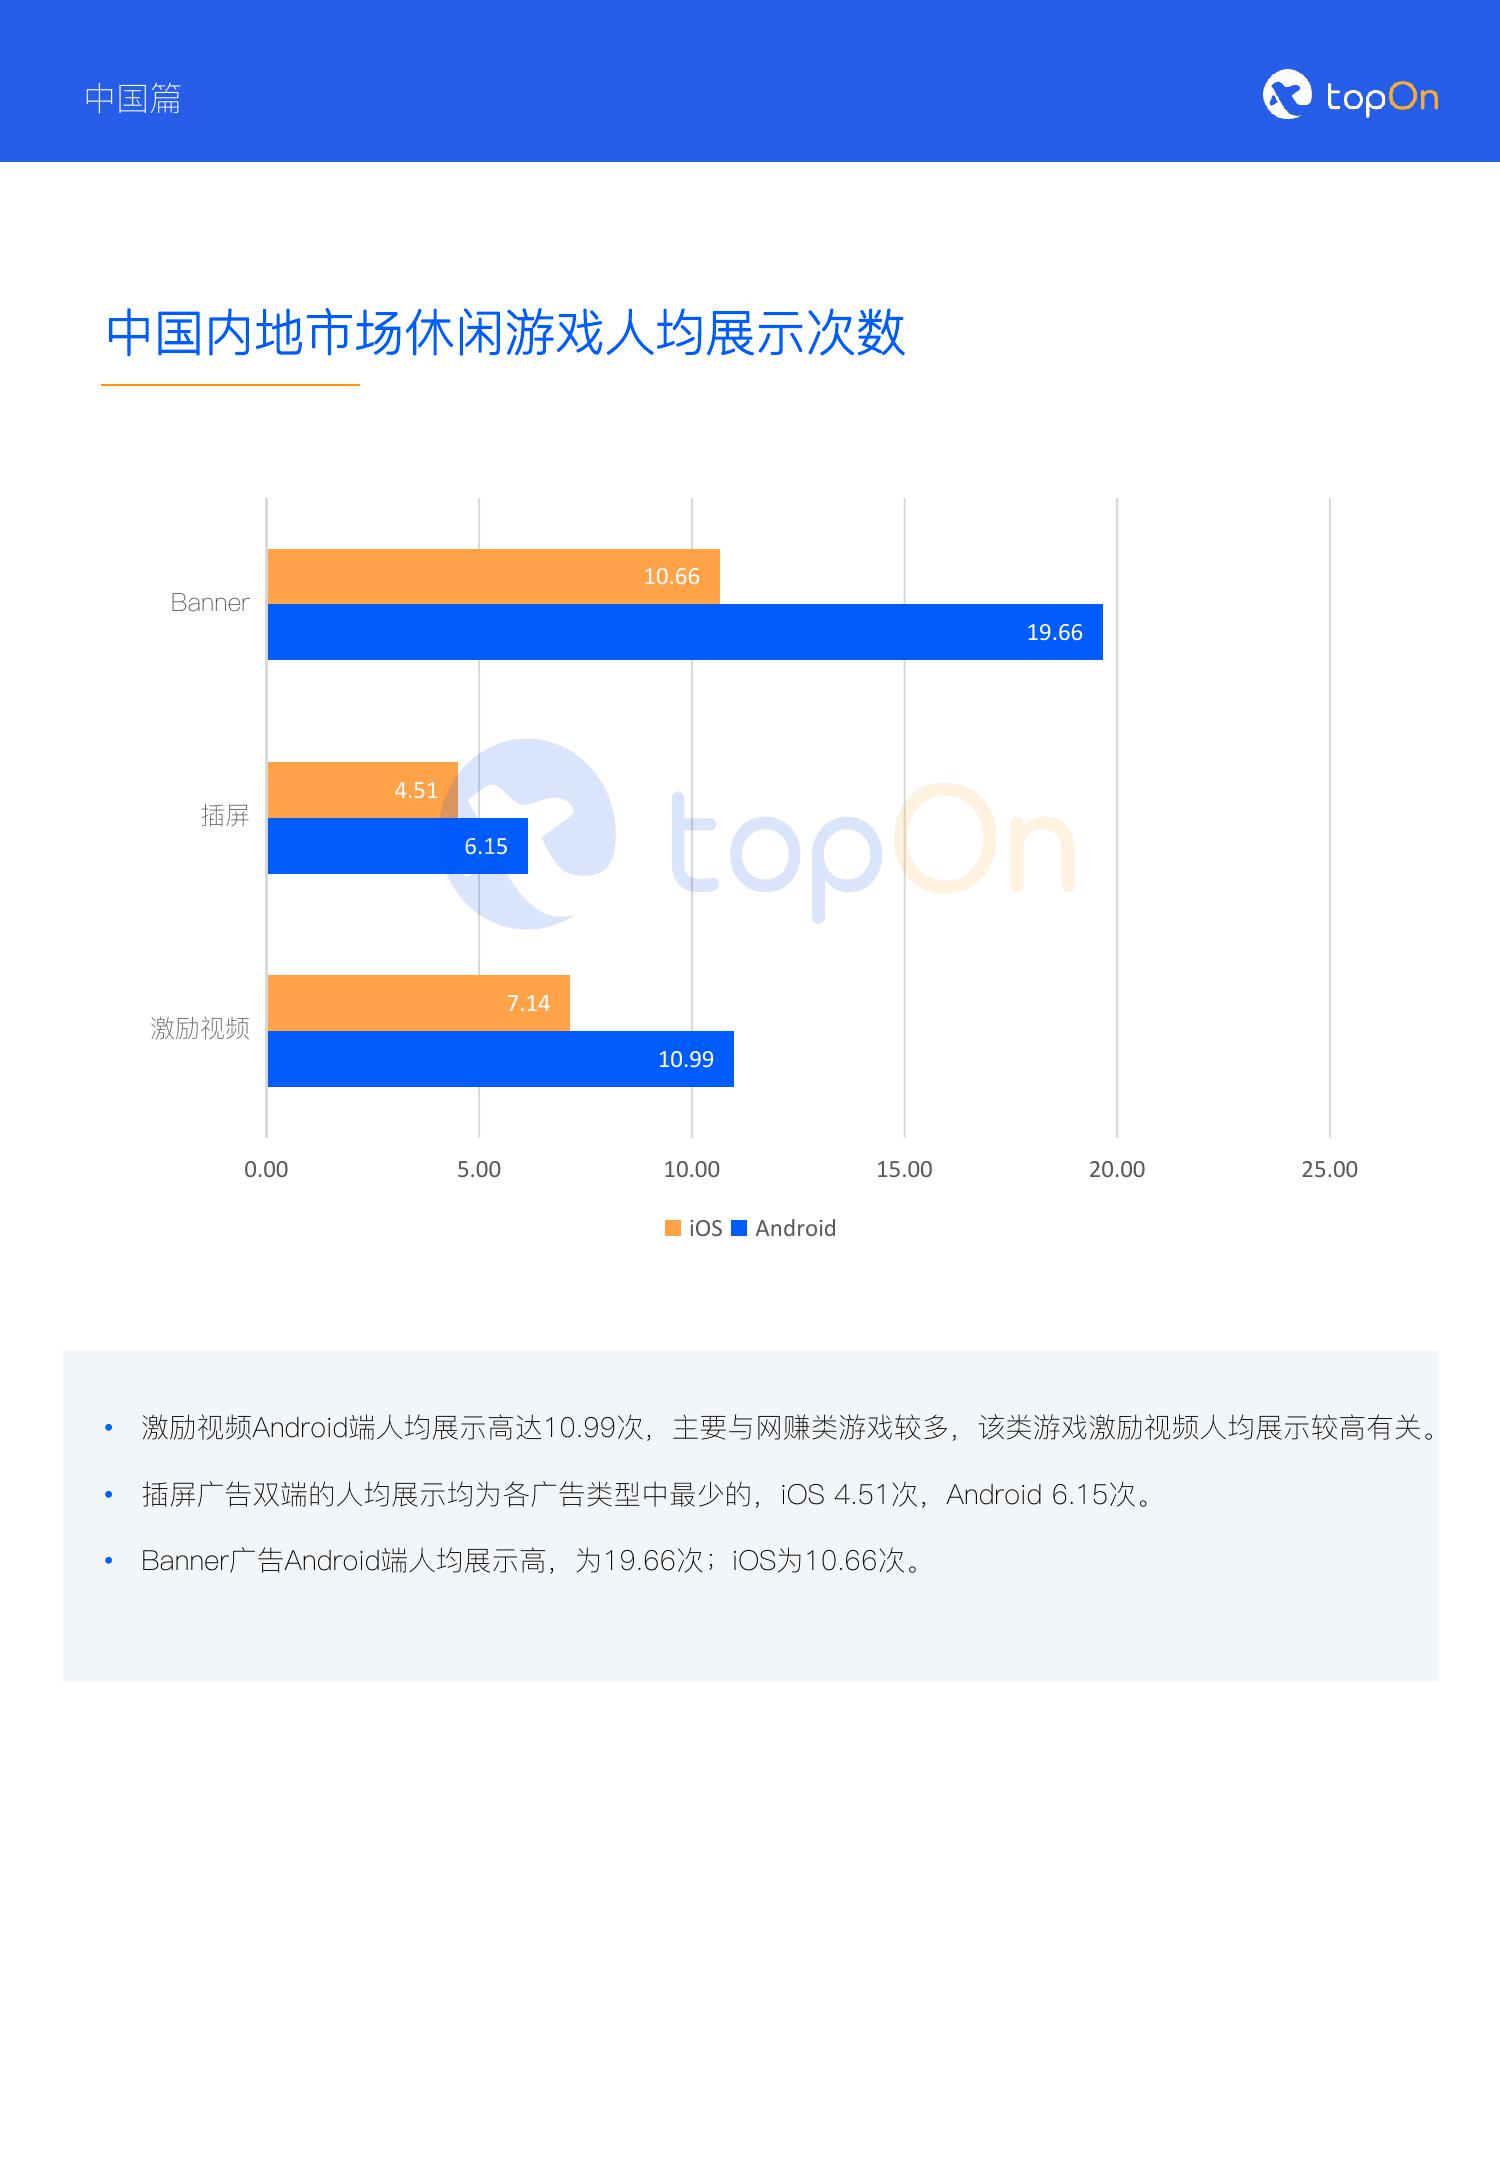 中国篇
topOn
中国内地市场休闲游戏人均展示次数
Banner
10.66
19.66
插屏
4.51
6.15
topOn
激励视频
7.14
10.99
0.00 5.00 10.00 15.00 20.00 25.00
iOS Android
• 激励视频Android端人均展示高达10.99次，主要与网赚类游戏较多，该类游戏激励视频人均展示较高有关。
• 插屏广告双端的人均展示均为各广告类型中最少的，iOS 4.51次，Android 6.15次。
• Banner广告Android端人均展示高，为19.66次；iOS为10.66次。